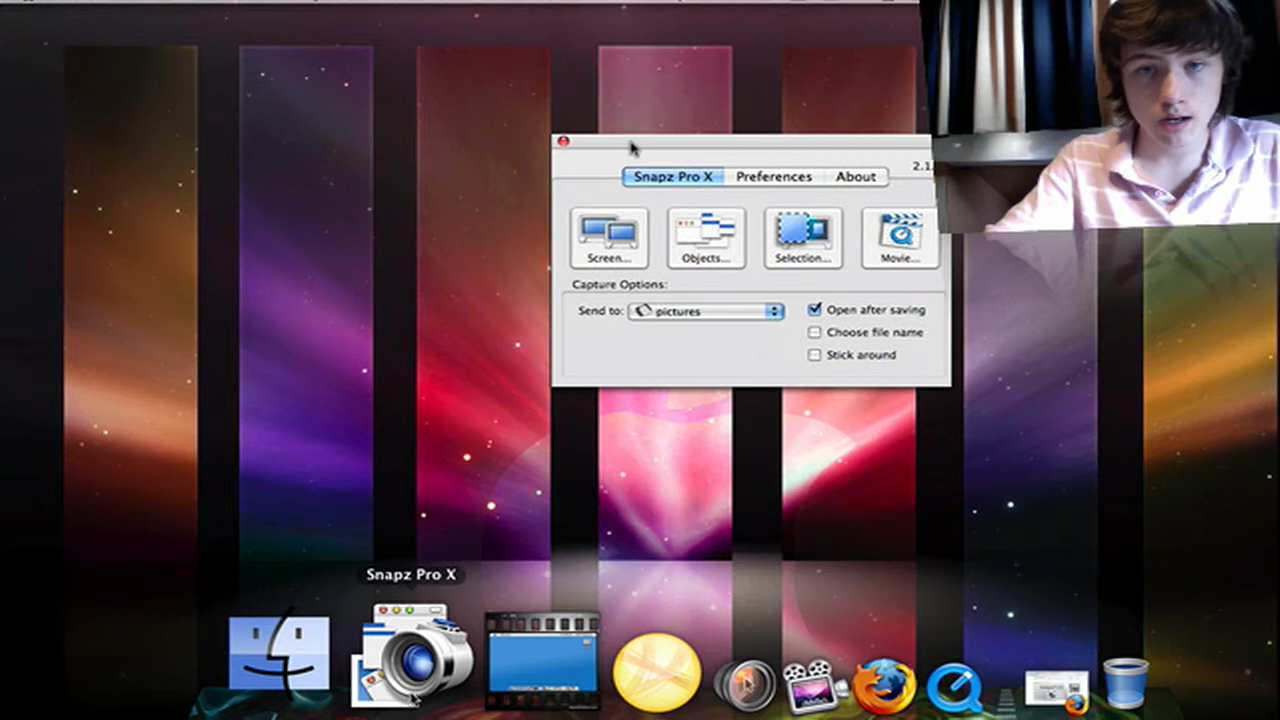 2.1
Snapz Pro X Preferences About
Screen... Objects... Selection... Movie...
Capture Options:
Send to: pictures Open after saving
Choose file name
Stick around
Snapz Pro X